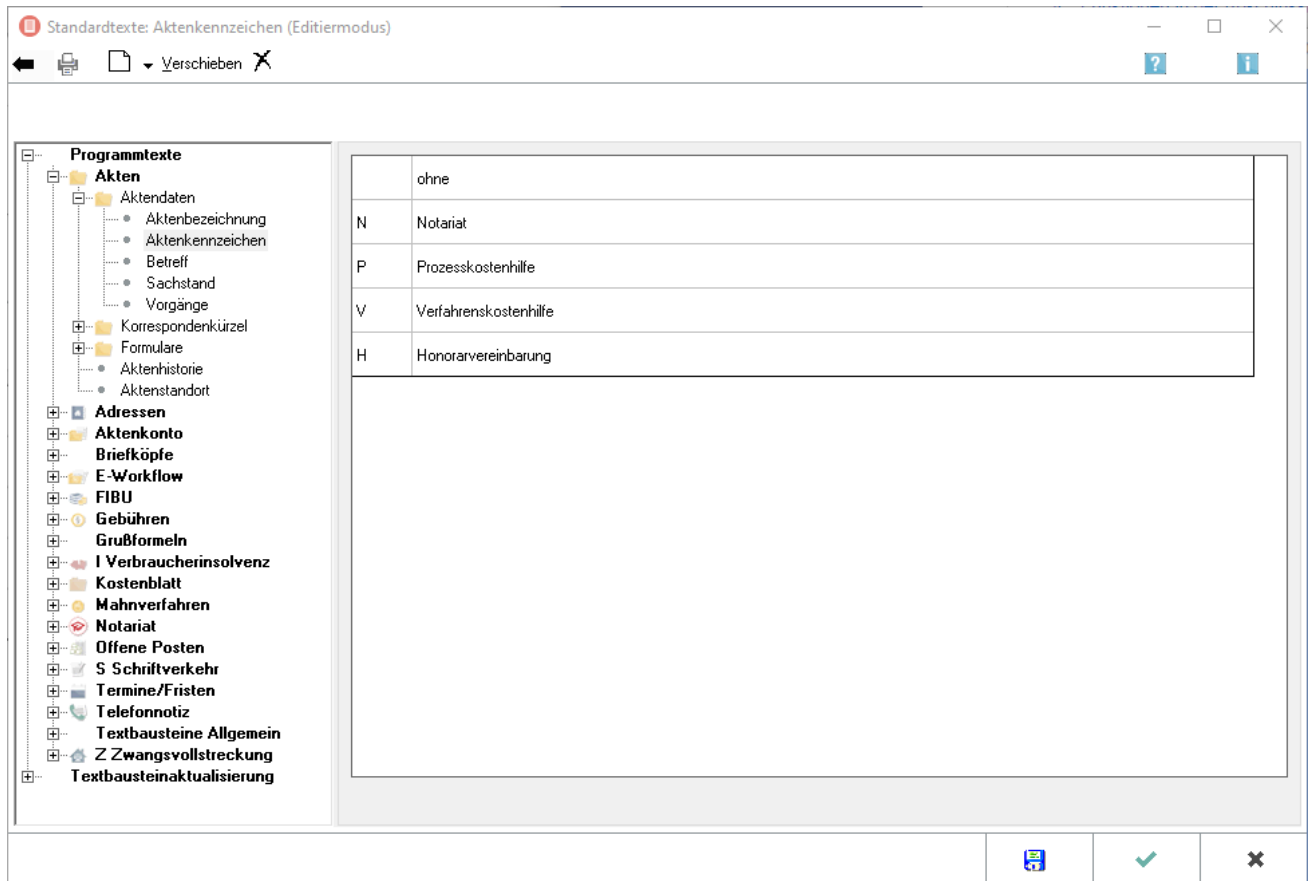 Standardtexte: Aktenkennzeichen (Editiermodus)
Verschieben
? i
Programmtexte
Akten
Aktendaten
Aktenbezeichnung
Aktenkennzeichen
Betreff
Sachstand
Vorgänge
Korrespondenkürzel
Formulare
Aktenhistorie
Aktenstandort
Adressen
Aktenkonto
Briefköpfe
E-Workflow
FIBU
Gebühren
Grußformeln
I Verbraucherinsolvenz
Kostenblatt
Mahnverfahren
Notariat
Offene Posten
S Schriftverkehr
Termine/Fristen
Telefonnotiz
Textbausteine Allgemein
Z Zwangsvollstreckung
Textbausteinaktualisierung
ohne
N Notariat
P Prozesskostenhilfe
V Verfahrenskostenhilfe
H Honorarvereinbarung